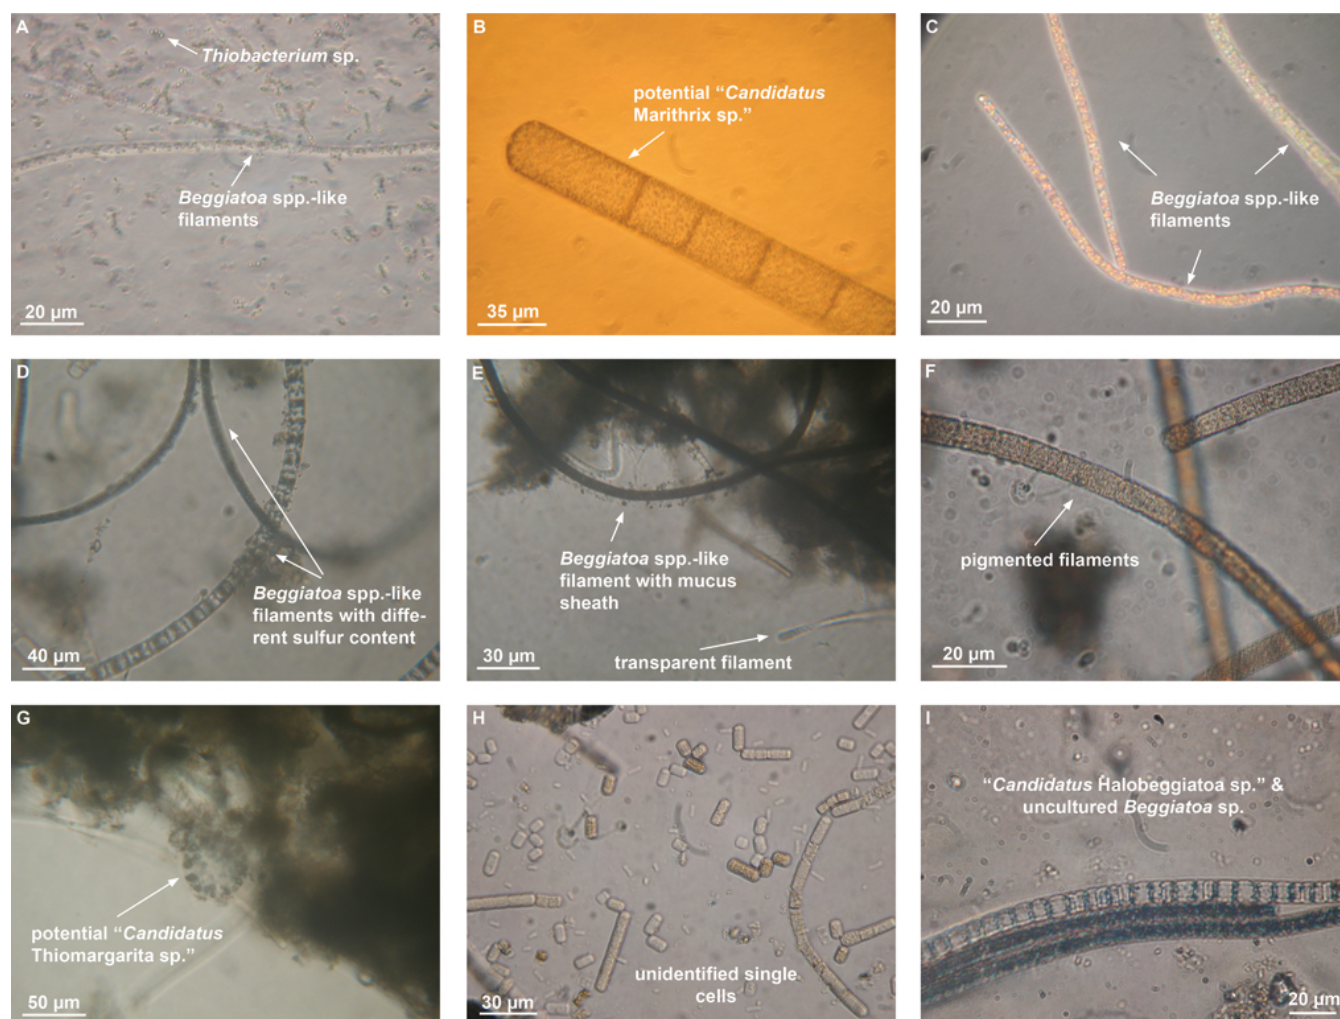 A
Thiobacterium sp.
Beggiatoa spp.-like
filaments
20 µm
B
potential “Candidatus
Marithrix sp.”
35 µm
C
Beggiatoa spp.-like
filaments
20 µm
D
Beggiatoa spp.-like
filaments with diffe-
rent sulfur content
40 µm
E
Beggiatoa spp.-like
filament with mucus
sheath
transparent filament
30 µm
F
pigmented filaments
20 µm
G
potential “Candidatus
Thiomargarita sp.”
50 µm
H
unidentified single
cells
30 µm
I
“Candidatus Halobeggiatoa sp.” &
uncultured Beggiatoa sp.
20 µm